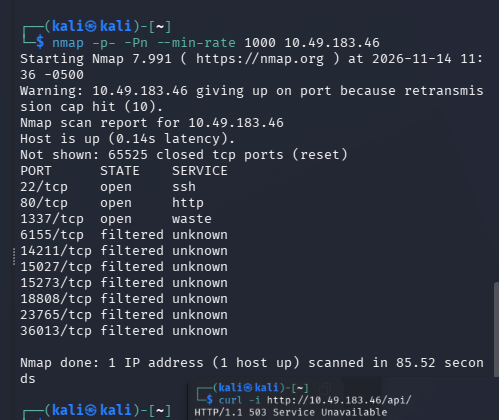 ┌──(kali㉿kali)-[~]
└─$ nmap -p- -Pn --min-rate 1000 10.49.183.46
Starting Nmap 7.991 ( https://nmap.org ) at 2026-11-14 11:
36 -0500
Warning: 10.49.183.46 giving up on port because retransmis
sion cap hit (10).
Nmap scan report for 10.49.183.46
Host is up (0.14s latency).
Not shown: 65525 closed tcp ports (reset)
PORT      STATE    SERVICE
22/tcp    open     ssh
80/tcp    open     http
1337/tcp  open     waste
6155/tcp  filtered unknown
14211/tcp filtered unknown
15027/tcp filtered unknown
15273/tcp filtered unknown
18808/tcp filtered unknown
23765/tcp filtered unknown
36013/tcp filtered unknown
Nmap done: 1 IP address (1 host up) scanned in 85.52 secon
ds
┌──(kali㉿kali)-[~]
└─$ curl -i http://10.49.183.46/api/
HTTP/1.1 503 Service Unavailable
┌──(kali㉿kali)-[~]